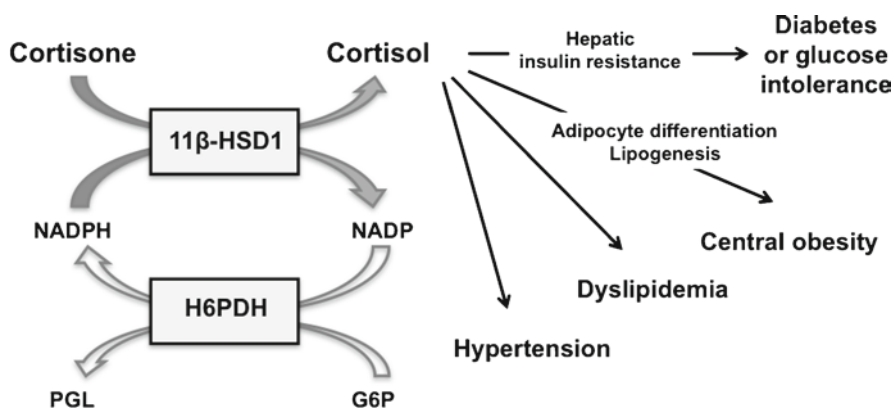 Cortisone
Cortisol
Hepatic
insulin resistance
Diabetes
or glucose
intolerance
11β-HSD1
Adipocyte differentiation
Lipogenesis
NADPH
NADP
Central obesity
H6PDH
Dyslipidemia
Hypertension
PGL
G6P